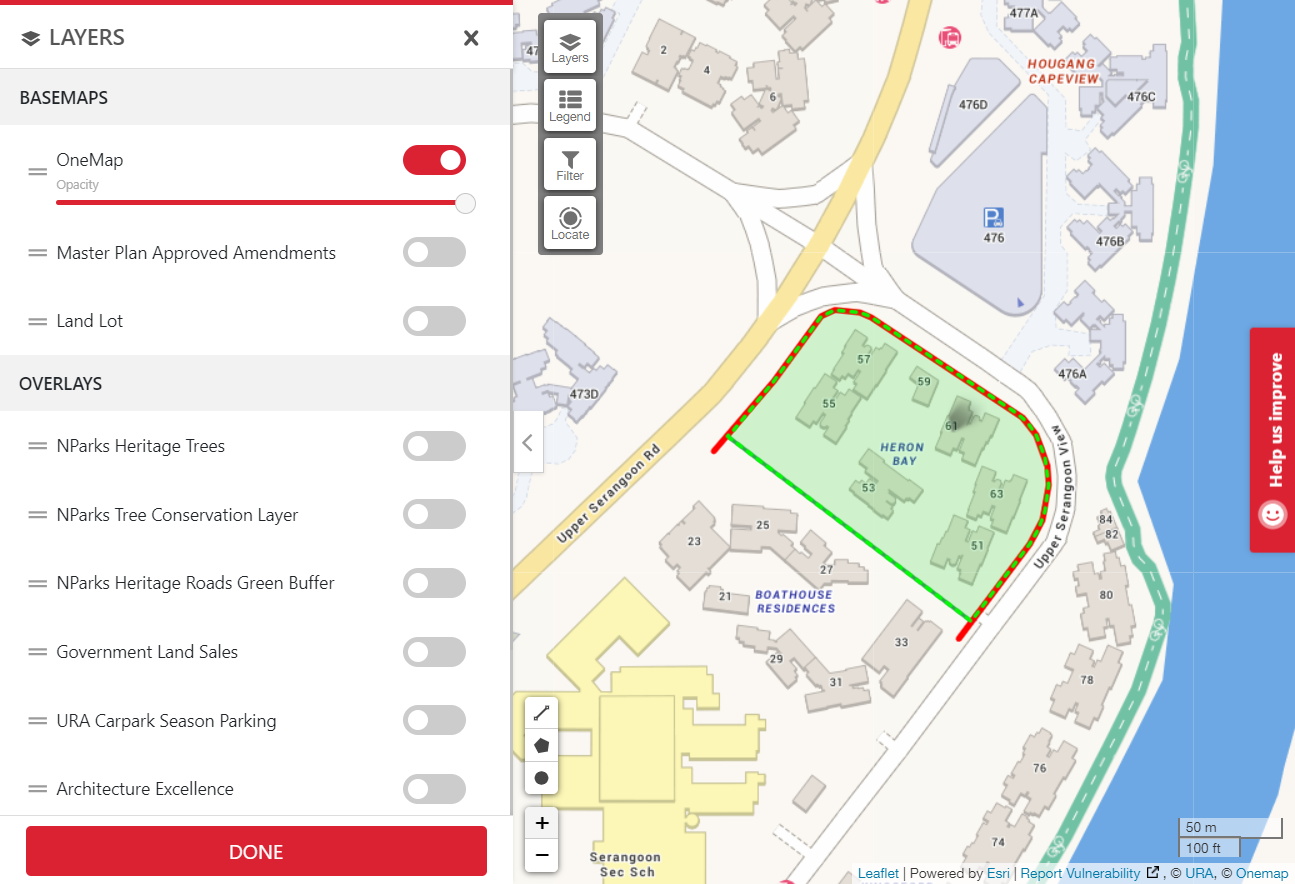 LAYERS
BASEMAPS
OneMap
Opacity
Master Plan Approved Amendments
Land Lot
OVERLAYS
NParks Heritage Trees
NParks Tree Conservation Layer
NParks Heritage Roads Green Buffer
Government Land Sales
URA Carpark Season Parking
Architecture Excellence
DONE
Layers
Legend
Filter
Locate
47
2
4
6
477A
HOUGANG
CAPEVIEW
476D
476C
P
476
476B
476A
473D
57
59
55
61
HERON
BAY
53
63
51
Upper Serangoon Rd
Upper Serangoon View
23
25
27
21
BOATHOUSE
RESIDENCES
29
31
33
84
82
80
78
76
74
Serangoon
Sec Sch
+
−
Help us improve
50 m
100 ft
Leaflet | Powered by Esri | Report Vulnerability , © URA, © Onemap